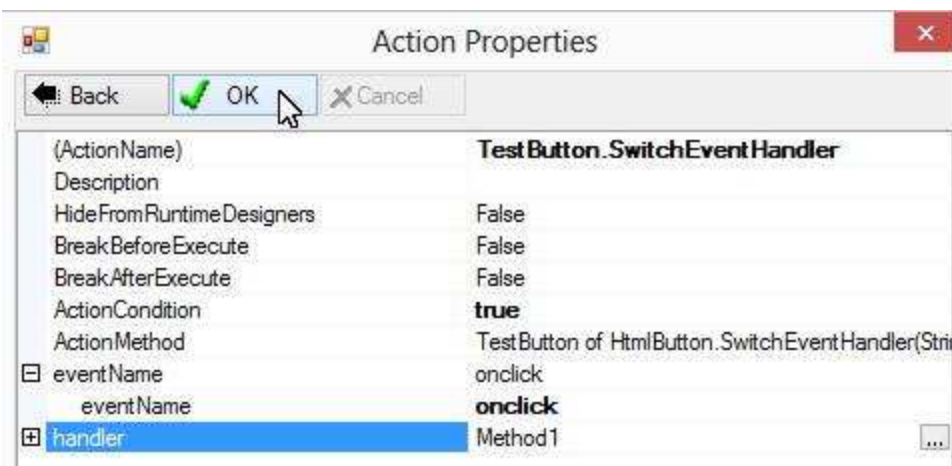 Action Properties
Back OK Cancel
(ActionName) TestButton.SwitchEventHandler
Description
HideFromRuntimeDesigners False
BreakBeforeExecute False
BreakAfterExecute False
ActionCondition true
ActionMethod TestButton of HtmlButton.SwitchEventHandler(Stri
eventName onclick
eventName onclick
handler Method1 ...